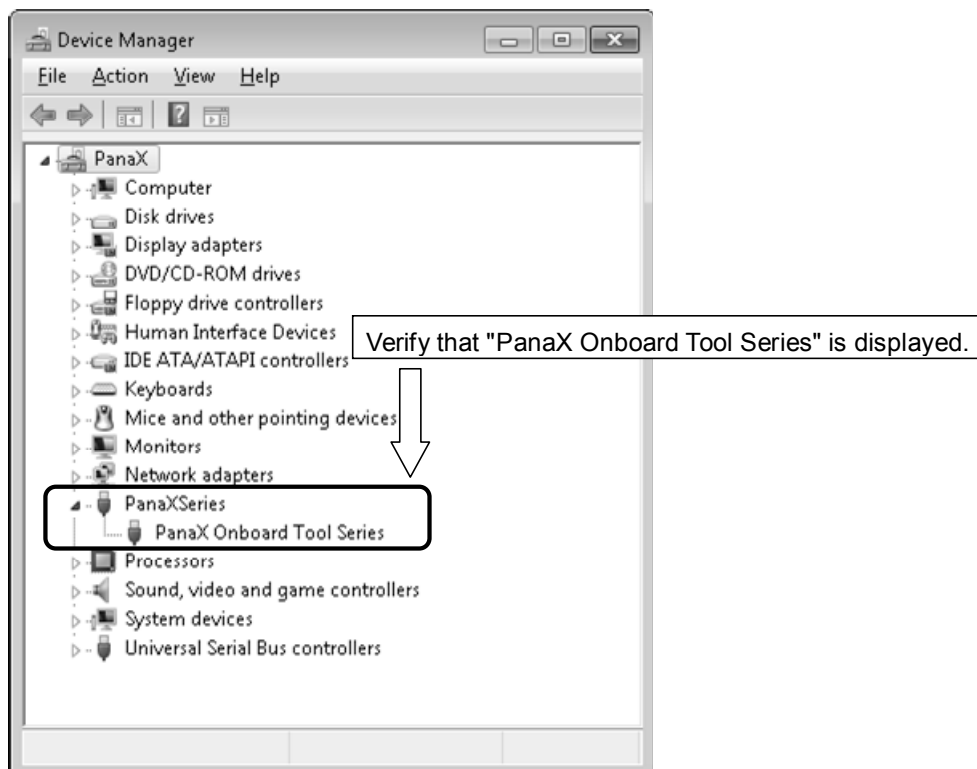 Device Manager
File Action View Help
PanaX
Computer
Disk drives
Display adapters
DVD/CD-ROM drives
Floppy drive controllers
Human Interface Devices
Verify that "PanaX Onboard Tool Series" is displayed.
IDE ATA/ATAPI controllers
Keyboards
Mice and other pointing devices
Monitors
Network adapters
PanaXSeries
PanaX Onboard Tool Series
Processors
Sound, video and game controllers
System devices
Universal Serial Bus controllers